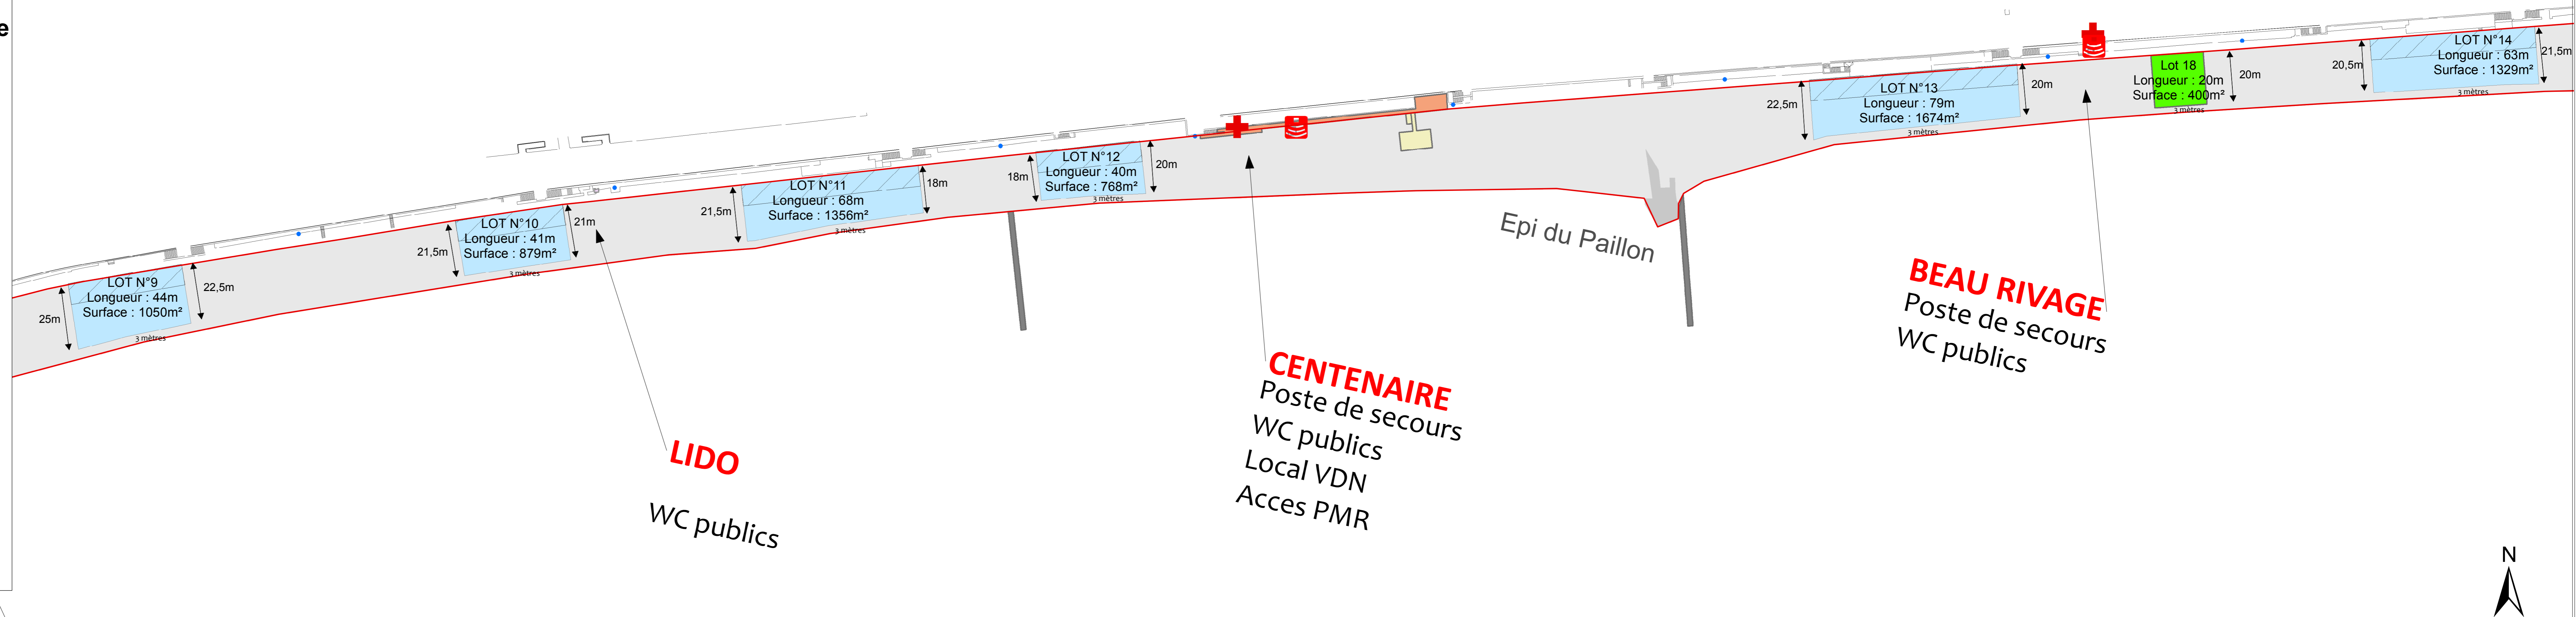 e
LOT N°9
Longueur : 44m
Surface : 1050m²
25m
22,5m
3 mètres
LOT N°10
Longueur : 41m
Surface : 879m²
21,5m
21m
3 mètres
LOT N°11
Longueur : 68m
Surface : 1356m²
21,5m
18m
3 mètres
LOT N°12
Longueur : 40m
Surface : 768m²
18m
20m
3 mètres
LOT N°13
Longueur : 79m
Surface : 1674m²
22,5m
20m
3 mètres
Lot 18
Longueur : 20m
Surface : 400m²
20m
3 mètres
LOT N°14
Longueur : 63m
Surface : 1329m²
20,5m
21,5m
3 mètres
Epi du Paillon
LIDO
WC publics
CENTENAIRE
Poste de secours
WC publics
Local VDN
Acces PMR
BEAU RIVAGE
Poste de secours
WC publics
N